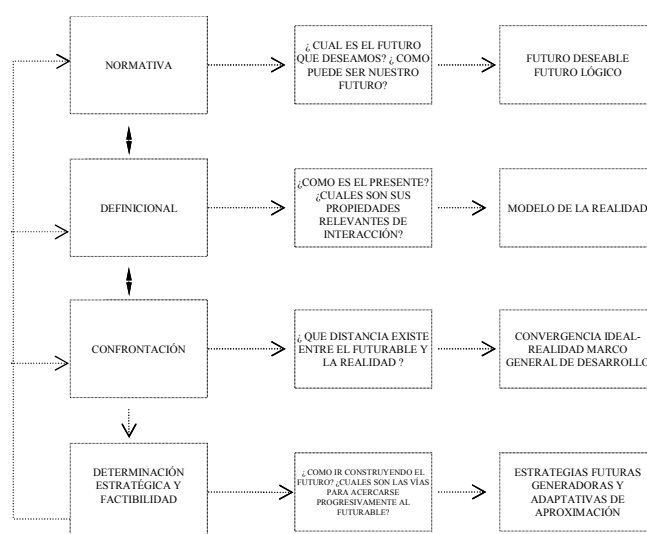 NORMATIVA
¿ CUAL ES EL FUTURO
QUE DESEAMOS? ¿ COMO
PUEDE SER NUESTRO
FUTURO?
FUTURO DESEABLE
FUTURO LÓGICO
DEFINICIONAL
¿COMO ES EL PRESENTE?
¿CUALES SON SUS
PROPIEDADES
RELEVANTES DE
INTERACCIÓN?
MODELO DE LA REALIDAD
CONFRONTACIÓN
¿ QUE DISTANCIA EXISTE
ENTRE EL FUTURABLE Y
LA REALIDAD ?
CONVERGENCIA IDEAL-
REALIDAD MARCO
GENERAL DE DESARROLLO
DETERMINACIÓN
ESTRATÉGICA Y
FACTIBILIDAD
¿ COMO IR CONSTRUYENDO EL
FUTURO? ¿CUALES SON LAS VÍAS
PARA ACERCARSE
PROGRESIVAMENTE AL
FUTURABLE?
ESTRATEGIAS FUTURAS
GENERADORAS Y
ADAPTATIVAS DE
APROXIMACIÓN